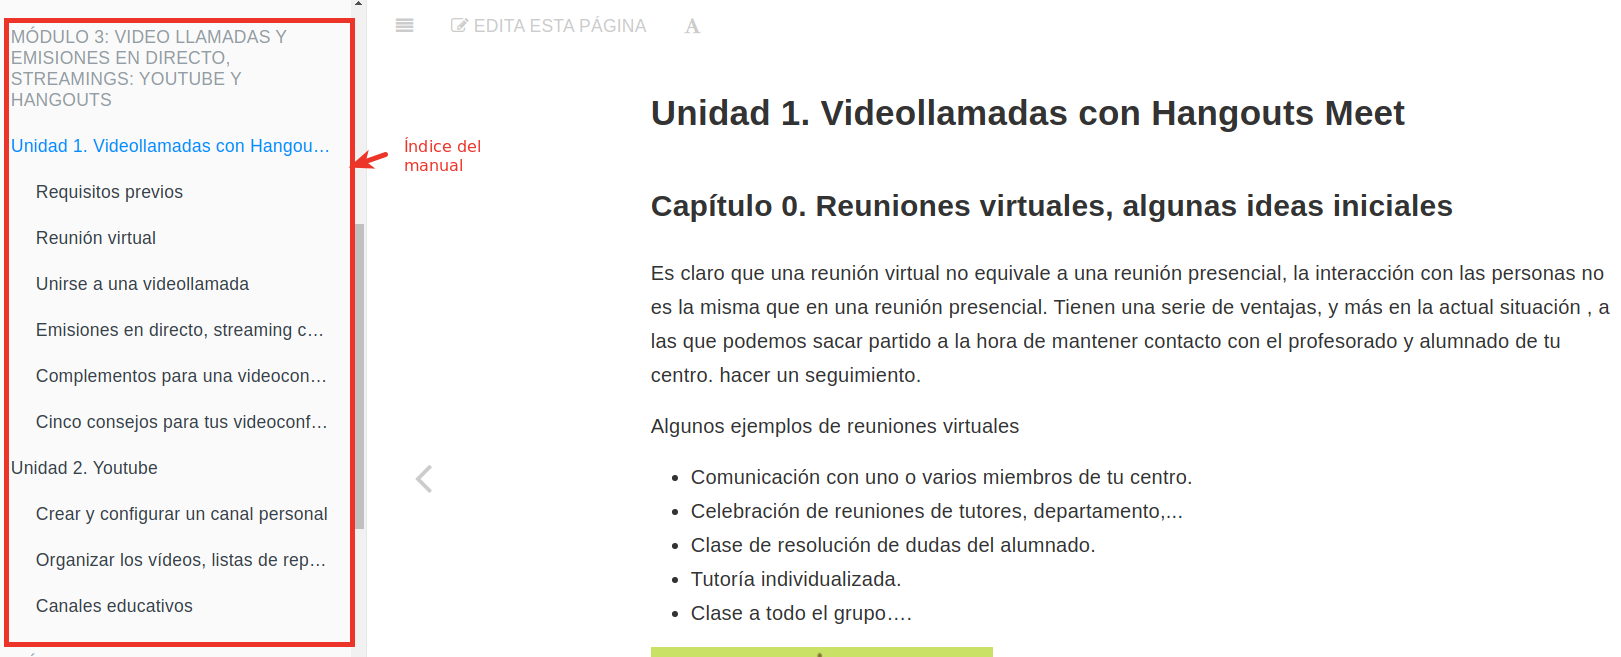 MÓDULO 3: VIDEO LLAMADAS Y
EMISIONES EN DIRECTO,
STREAMINGS: YOUTUBE Y
HANGOUTS
Unidad 1. Videollamadas con Hangou…
Requisitos previos
Reunión virtual
Unirse a una videollamada
Emisiones en directo, streaming c…
Complementos para una videocon…
Cinco consejos para tus videoconf…
Unidad 2. Youtube
Crear y configurar un canal personal
Organizar los vídeos, listas de rep…
Canales educativos
Índice del
manual
EDITA ESTA PÁGINA
A
Unidad 1. Videollamadas con Hangouts Meet
Capítulo 0. Reuniones virtuales, algunas ideas iniciales
Es claro que una reunión virtual no equivale a una reunión presencial, la interacción con las personas no
es la misma que en una reunión presencial. Tienen una serie de ventajas, y más en la actual situación , a
las que podemos sacar partido a la hora de mantener contacto con el profesorado y alumnado de tu
centro. hacer un seguimiento.
Algunos ejemplos de reuniones virtuales
• Comunicación con uno o varios miembros de tu centro.
• Celebración de reuniones de tutores, departamento,...
• Clase de resolución de dudas del alumnado.
• Tutoría individualizada.
• Clase a todo el grupo….